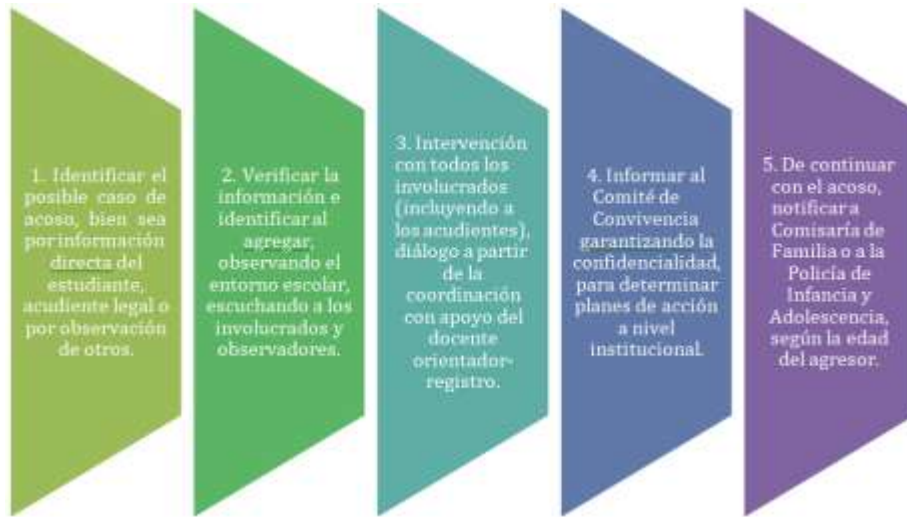 1. Identificar el
posible caso de
acoso, bien sea
por información
directa del
estudiante,
acudiente legal o
por observación
de otros.
2. Verificar la
información e
identificar al
agregar,
observando el
entorno escolar,
escuchando a los
involucrados y
observadores.
3. Intervención
con todos los
involucrados
(incluyendo a
los acudientes),
diálogo a partir
de la
coordinación
con apoyo del
docente
orientador-
registro.
4. Informar al
Comité de
Convivencia
garantizando la
confidencialidad,
para determinar
planes de acción
a nivel
institucional.
5. De continuar
con el acoso,
notificar a
Comisaría de
Familia o a la
Policía de
Infancia y
Adolescencia,
según la edad
del agresor.